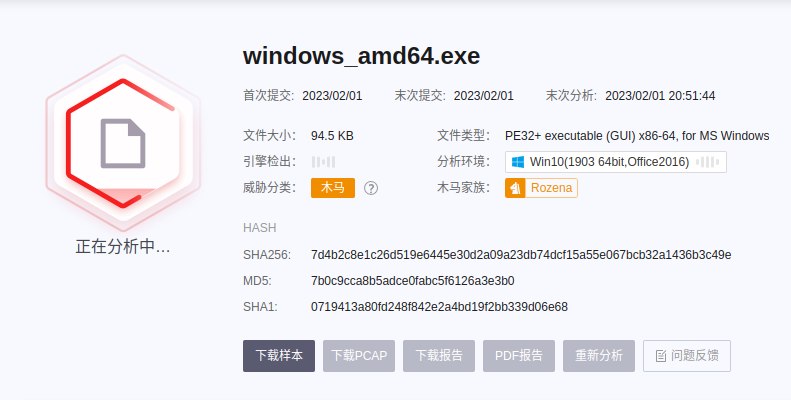 windows_amd64.exe
首次提交: 2023/02/01 末次提交: 2023/02/01 末次分析: 2023/02/01 20:51:44
文件大小: 94.5 KB 文件类型: PE32+ executable (GUI) x86-64, for MS Windows
引擎检出: 分析环境: Win10(1903 64bit,Office2016)
威胁分类: 木马 ? 木马家族: Rozena
正在分析中...
HASH
SHA256: 7d4b2c8e1c26d519e6445e30d2a09a23db74dcf15a55e067bcb32a1436b3c49e
MD5: 7b0c9cca8b5adce0fabc5f6126a3e3b0
SHA1: 0719413a80fd248f842e2a4bd19f2bb339d06e68
下载样本 下载PCAP 下载报告 PDF报告 重新分析 问题反馈